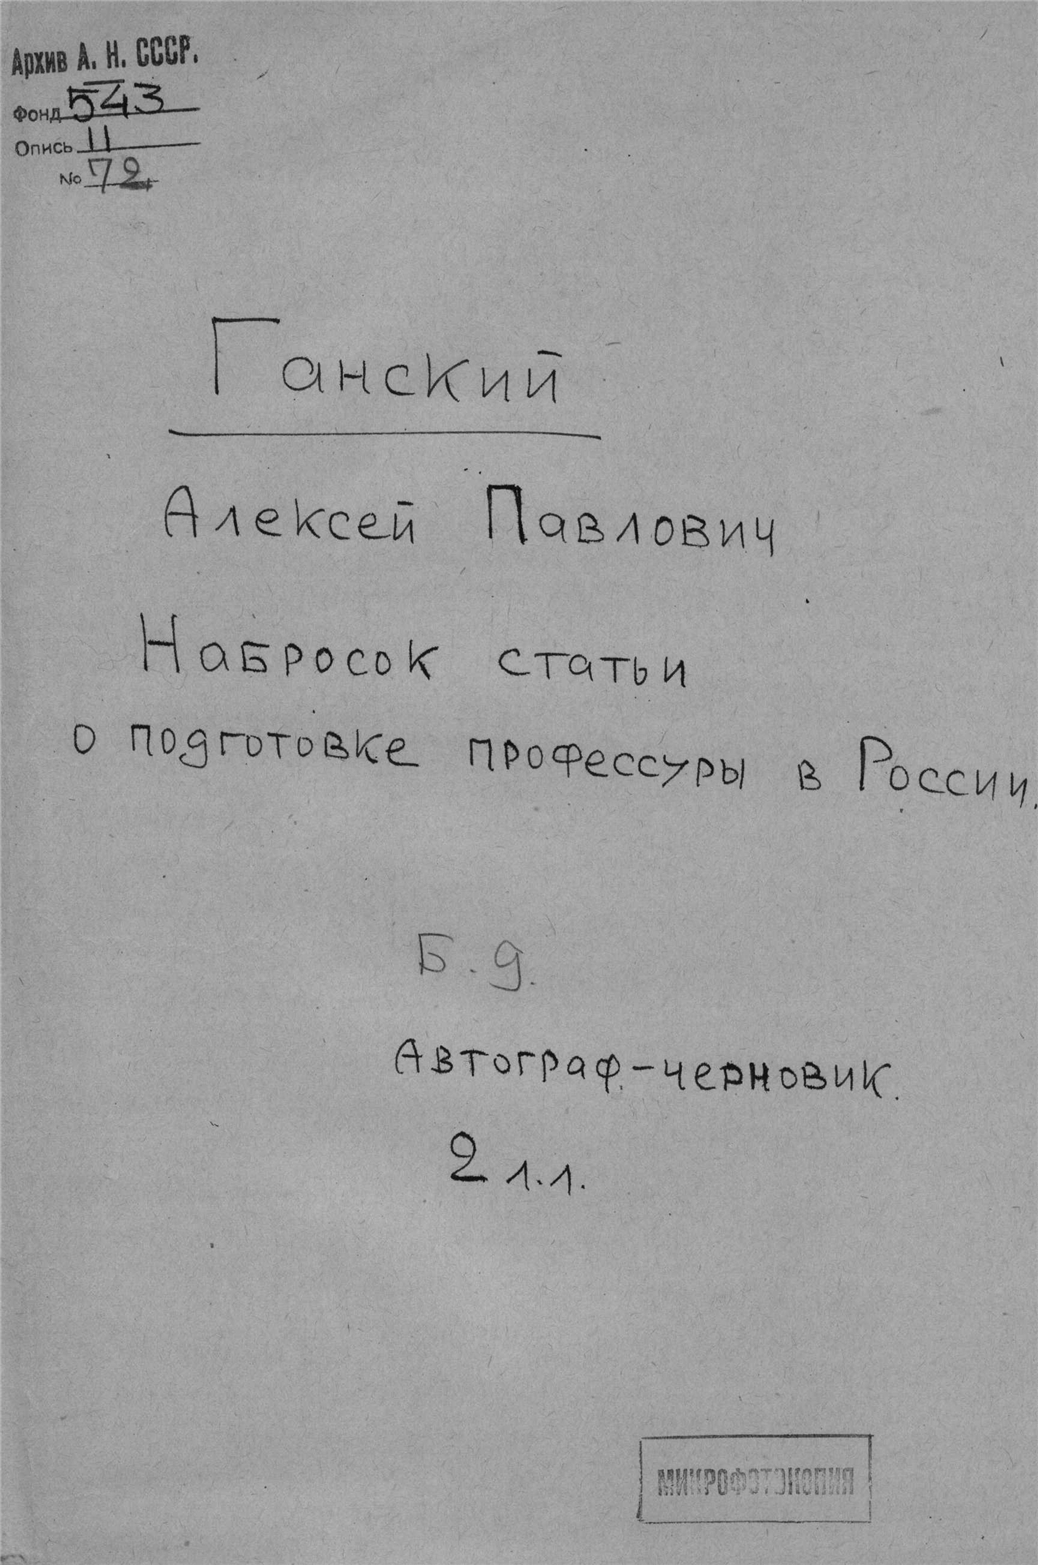 Архив А. Н. СССР.
Фонд 543
Опись 11
No 72
Ганский
Алексей Павлович
Набросок статьи
о подготовке профессуры в России.
Б.д.
Автограф.-черновик.
2 л.л.
МИКРОФОТОКОПИЯ